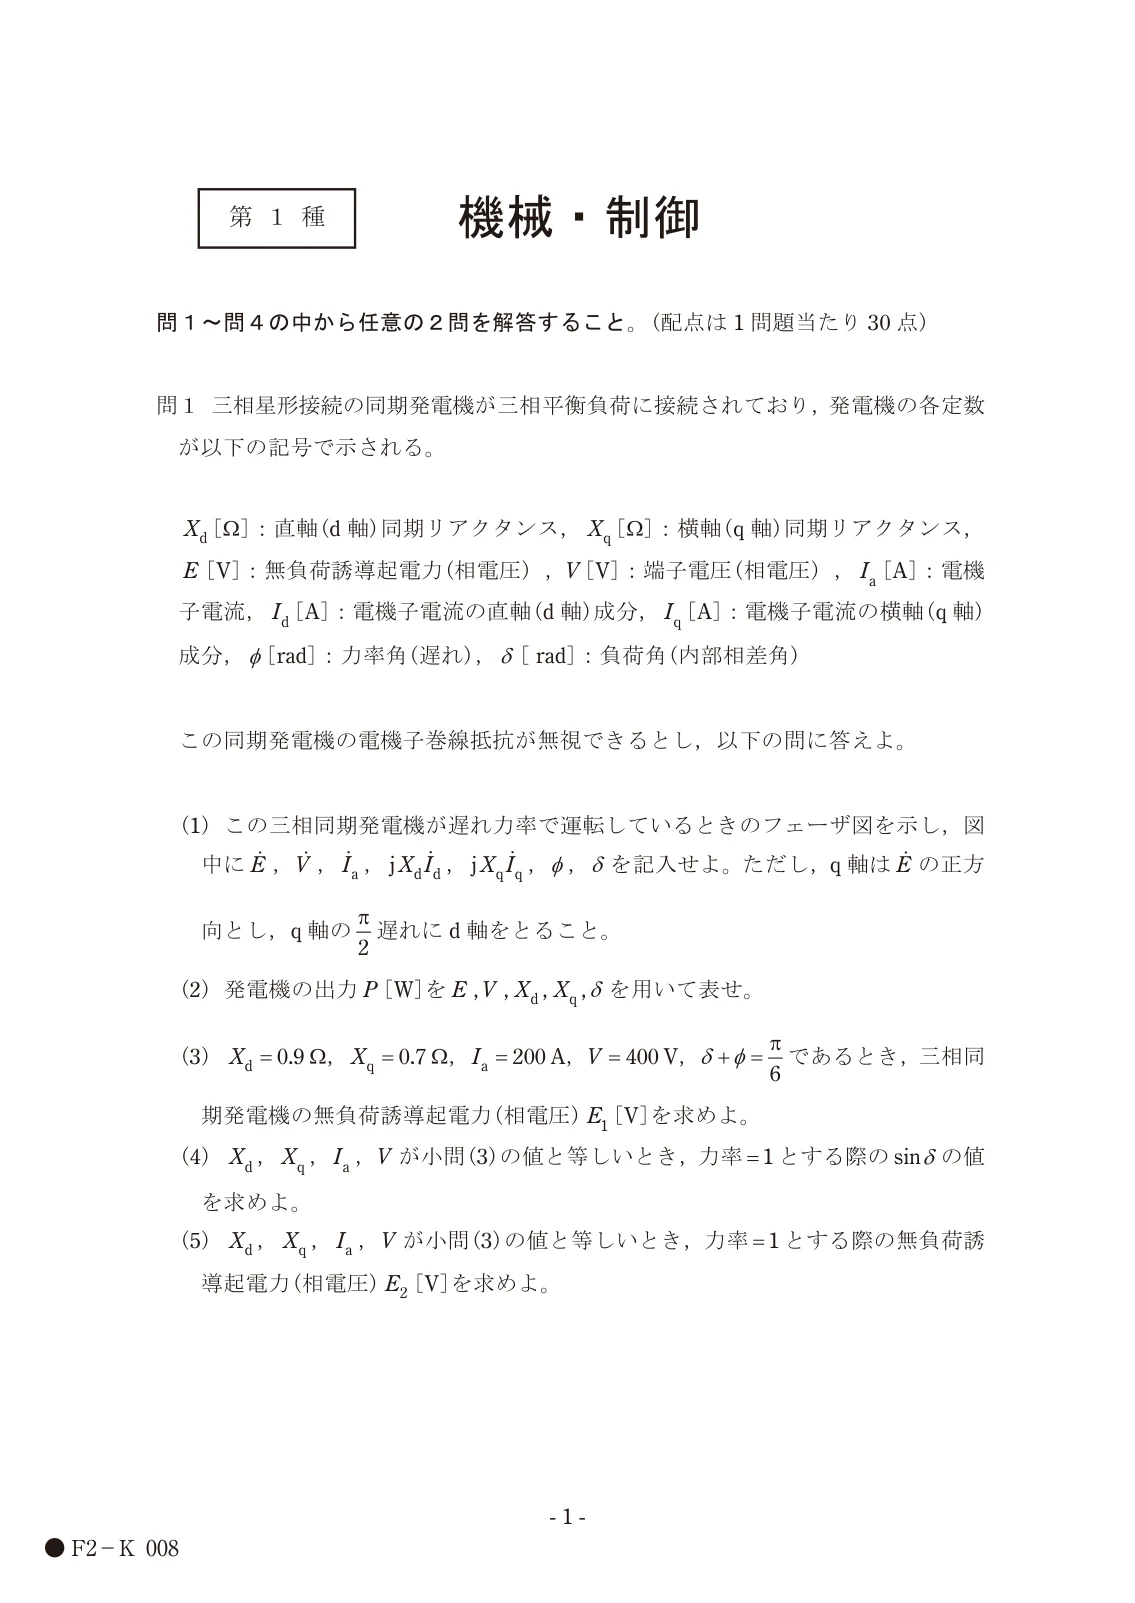 第 1 種
機械・制御
問1~問4の中から任意の2問を解答すること。(配点は1問題当たり 30 点)
問1 三相星形接続の同期発電機が三相平衡負荷に接続されており,発電機の各定数
が以下の記号で示される。
X_d [Ω]:直軸(d 軸)同期リアクタンス, X_q [Ω]:横軸(q 軸)同期リアクタンス,
E [V]:無負荷誘導起電力(相電圧),V [V]:端子電圧(相電圧), I_a [A]:電機
子電流, I_d [A]:電機子電流の直軸(d 軸)成分, I_q [A]:電機子電流の横軸(q 軸)
成分, φ [rad]:力率角(遅れ), δ [ rad]:負荷角(内部相差角)
この同期発電機の電機子巻線抵抗が無視できるとし,以下の問に答えよ。
(1) この三相同期発電機が遅れ力率で運転しているときのフェーザ図を示し,図
中に Ė, V̇, İ_a, jX_dİ_d, jX_qİ_q, φ, δ を記入せよ。ただし,q 軸は Ė の正方
向とし,q 軸の π/2 遅れに d 軸をとること。
(2) 発電機の出力 P [W]を E ,V ,X_d ,X_q ,δ を用いて表せ。
(3) X_d = 0.9 Ω, X_q = 0.7 Ω, I_a = 200 A, V = 400 V, δ + φ = π/6 であるとき,三相同
期発電機の無負荷誘導起電力(相電圧) E_1 [V]を求めよ。
(4) X_d, X_q, I_a, V が小問(3)の値と等しいとき,力率=1とする際の sinδ の値
を求めよ。
(5) X_d, X_q, I_a, V が小問(3)の値と等しいとき,力率=1とする際の無負荷誘
導起電力(相電圧) E_2 [V]を求めよ。
- 1 -
● F2-K 008